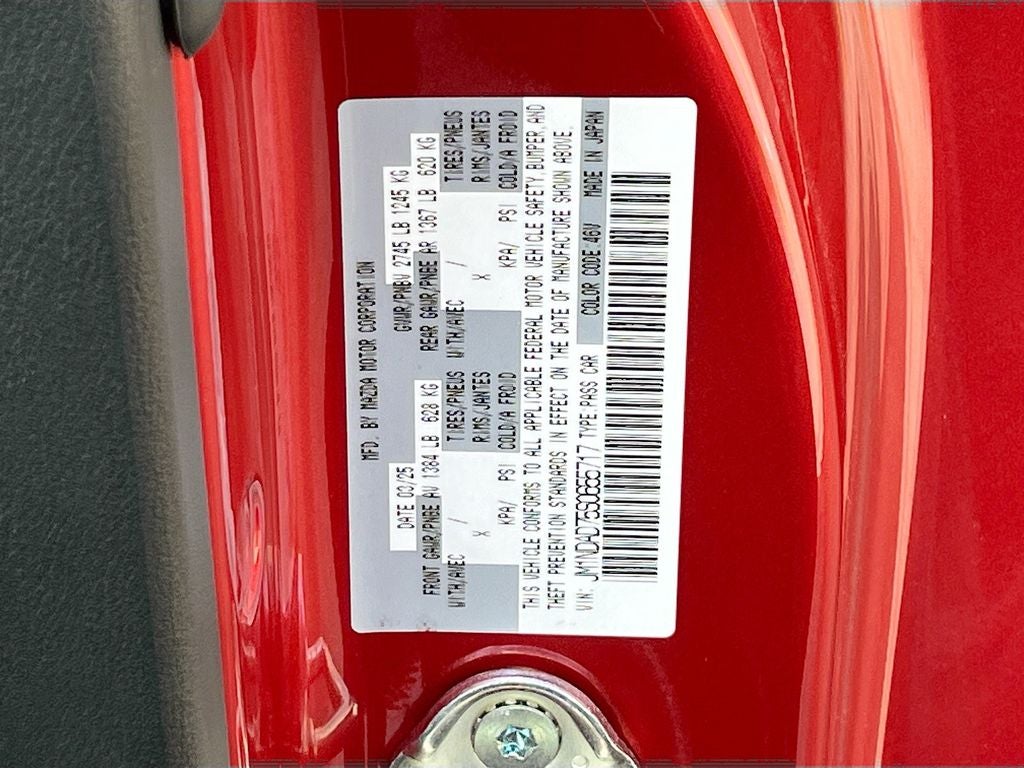 MFD. BY MAZDA MOTOR CORPORATION
DATE 03/25 GVWR/PNBV 2745 LB 1245 KG
FRONT GAWR/PNBE AV 1384 LB 628 KG REAR GAWR/PNBE AR 1367 LB 620 KG
WITH/AVEC / TIRES/PNEUS WITH/AVEC / TIRES/PNEUS
X RIMS/JANTES X RIMS/JANTES
KPA/ PSI COLD/A FROID KPA/ PSI COLD/A FROID
THIS VEHICLE CONFORMS TO ALL APPLICABLE FEDERAL MOTOR VEHICLE SAFETY, BUMPER, AND
THEFT PREVENTION STANDARDS IN EFFECT ON THE DATE OF MANUFACTURE SHOWN ABOVE.
VIN: JM1NDAD75S0655717 TYPE:PASS CAR COLOR CODE 46V MADE IN JAPAN